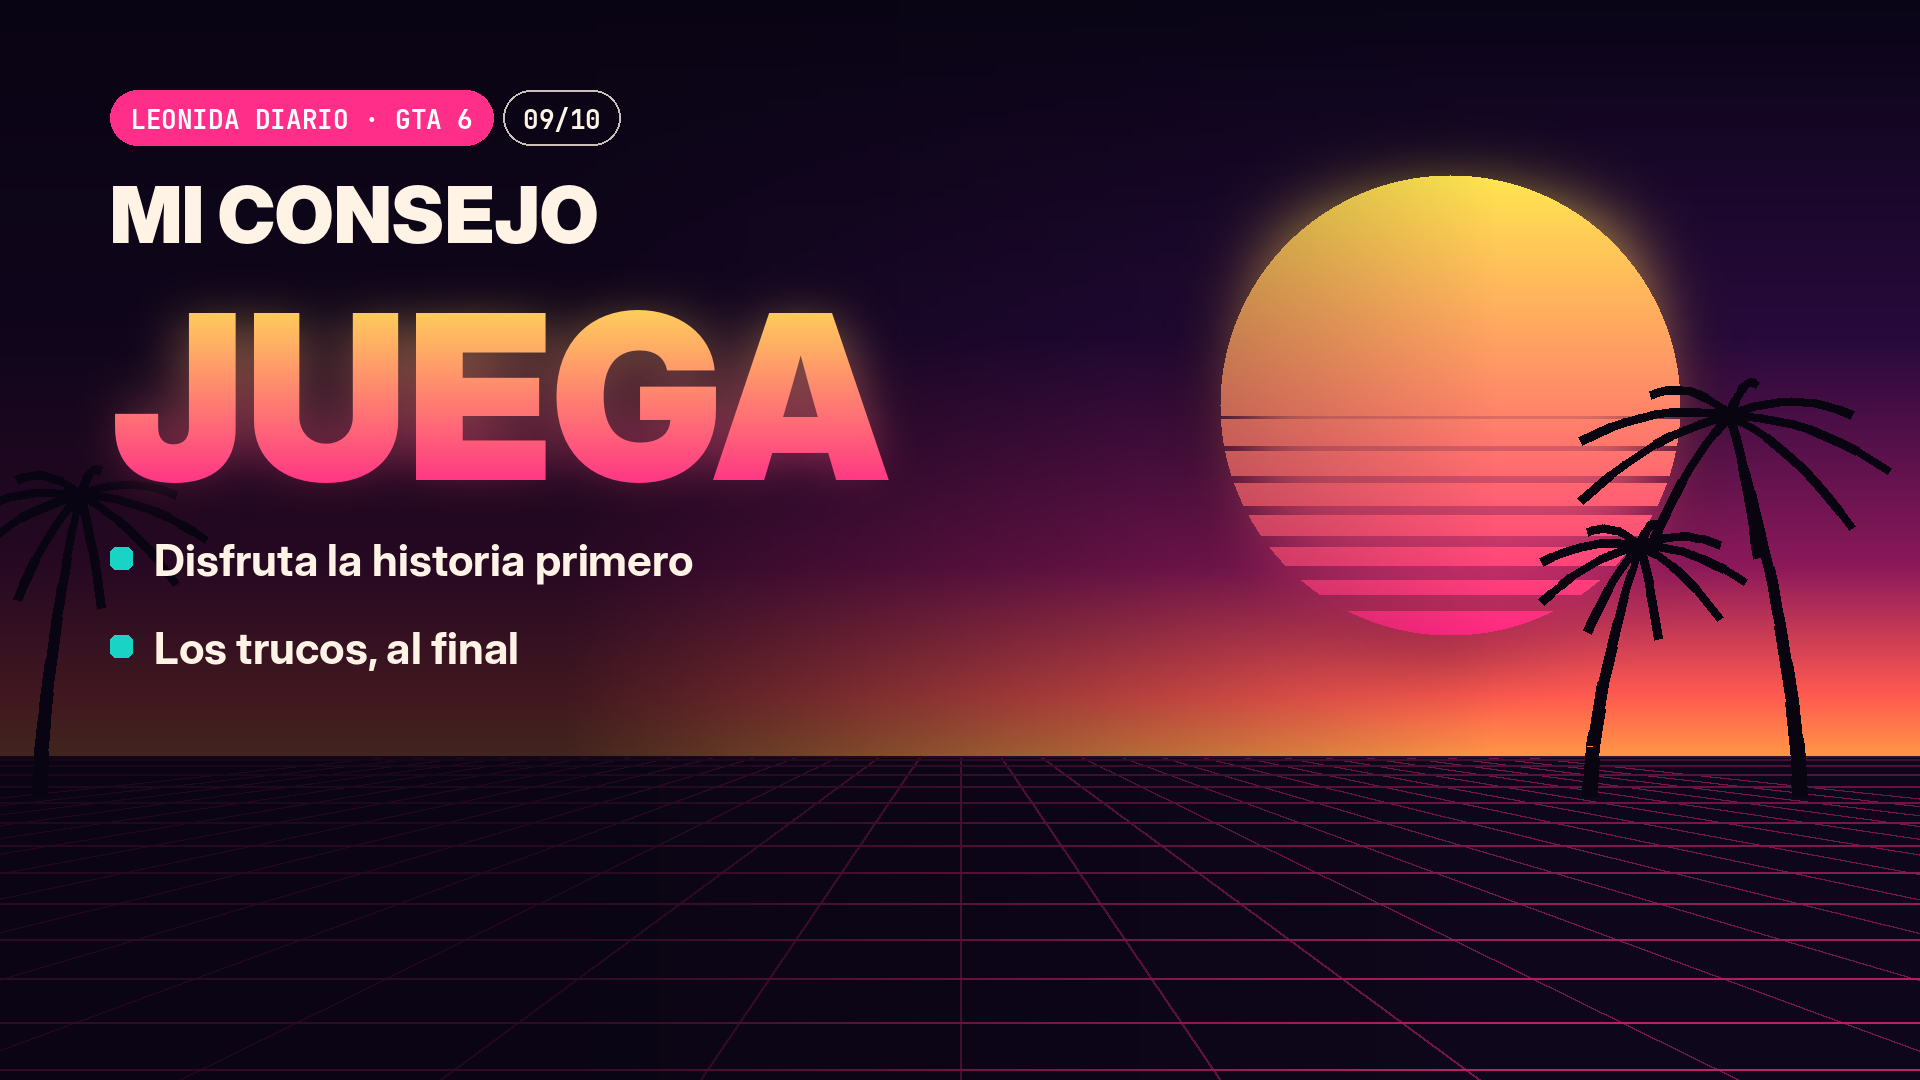 LEONIDA DIARIO · GTA 6
09/10
MI CONSEJO
JUEGA
Disfruta la historia primero
Los trucos, al final